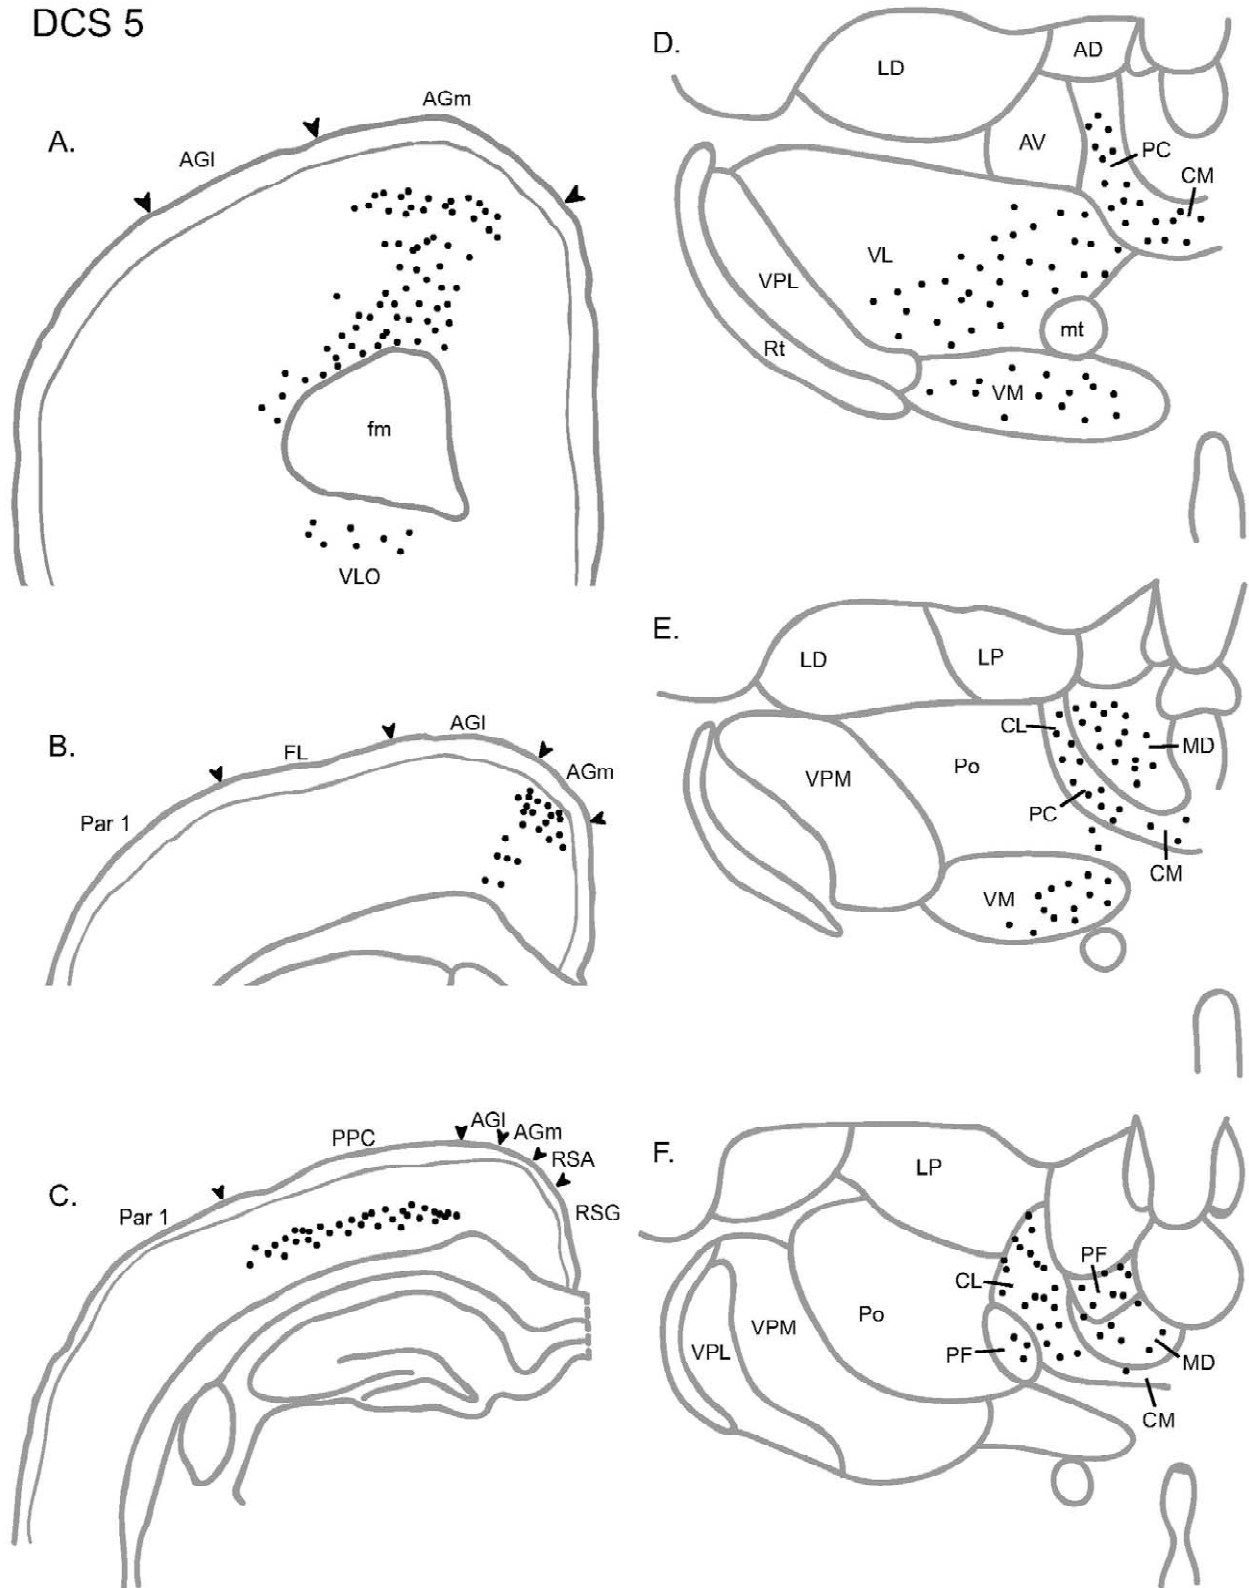 DCS 5
A.
AGm
AGl
fm
VLO
B.
AGl
FL
AGm
Par 1
C.
PPC
AGl
AGm
RSA
Par 1
RSG
D.
LD
AD
AV
PC
CM
VL
VPL
Rt
mt
VM
E.
LD
LP
CL
MD
VPM
Po
PC
CM
VM
F.
LP
PF
CL
Po
VPM
VPL
PF
MD
CM